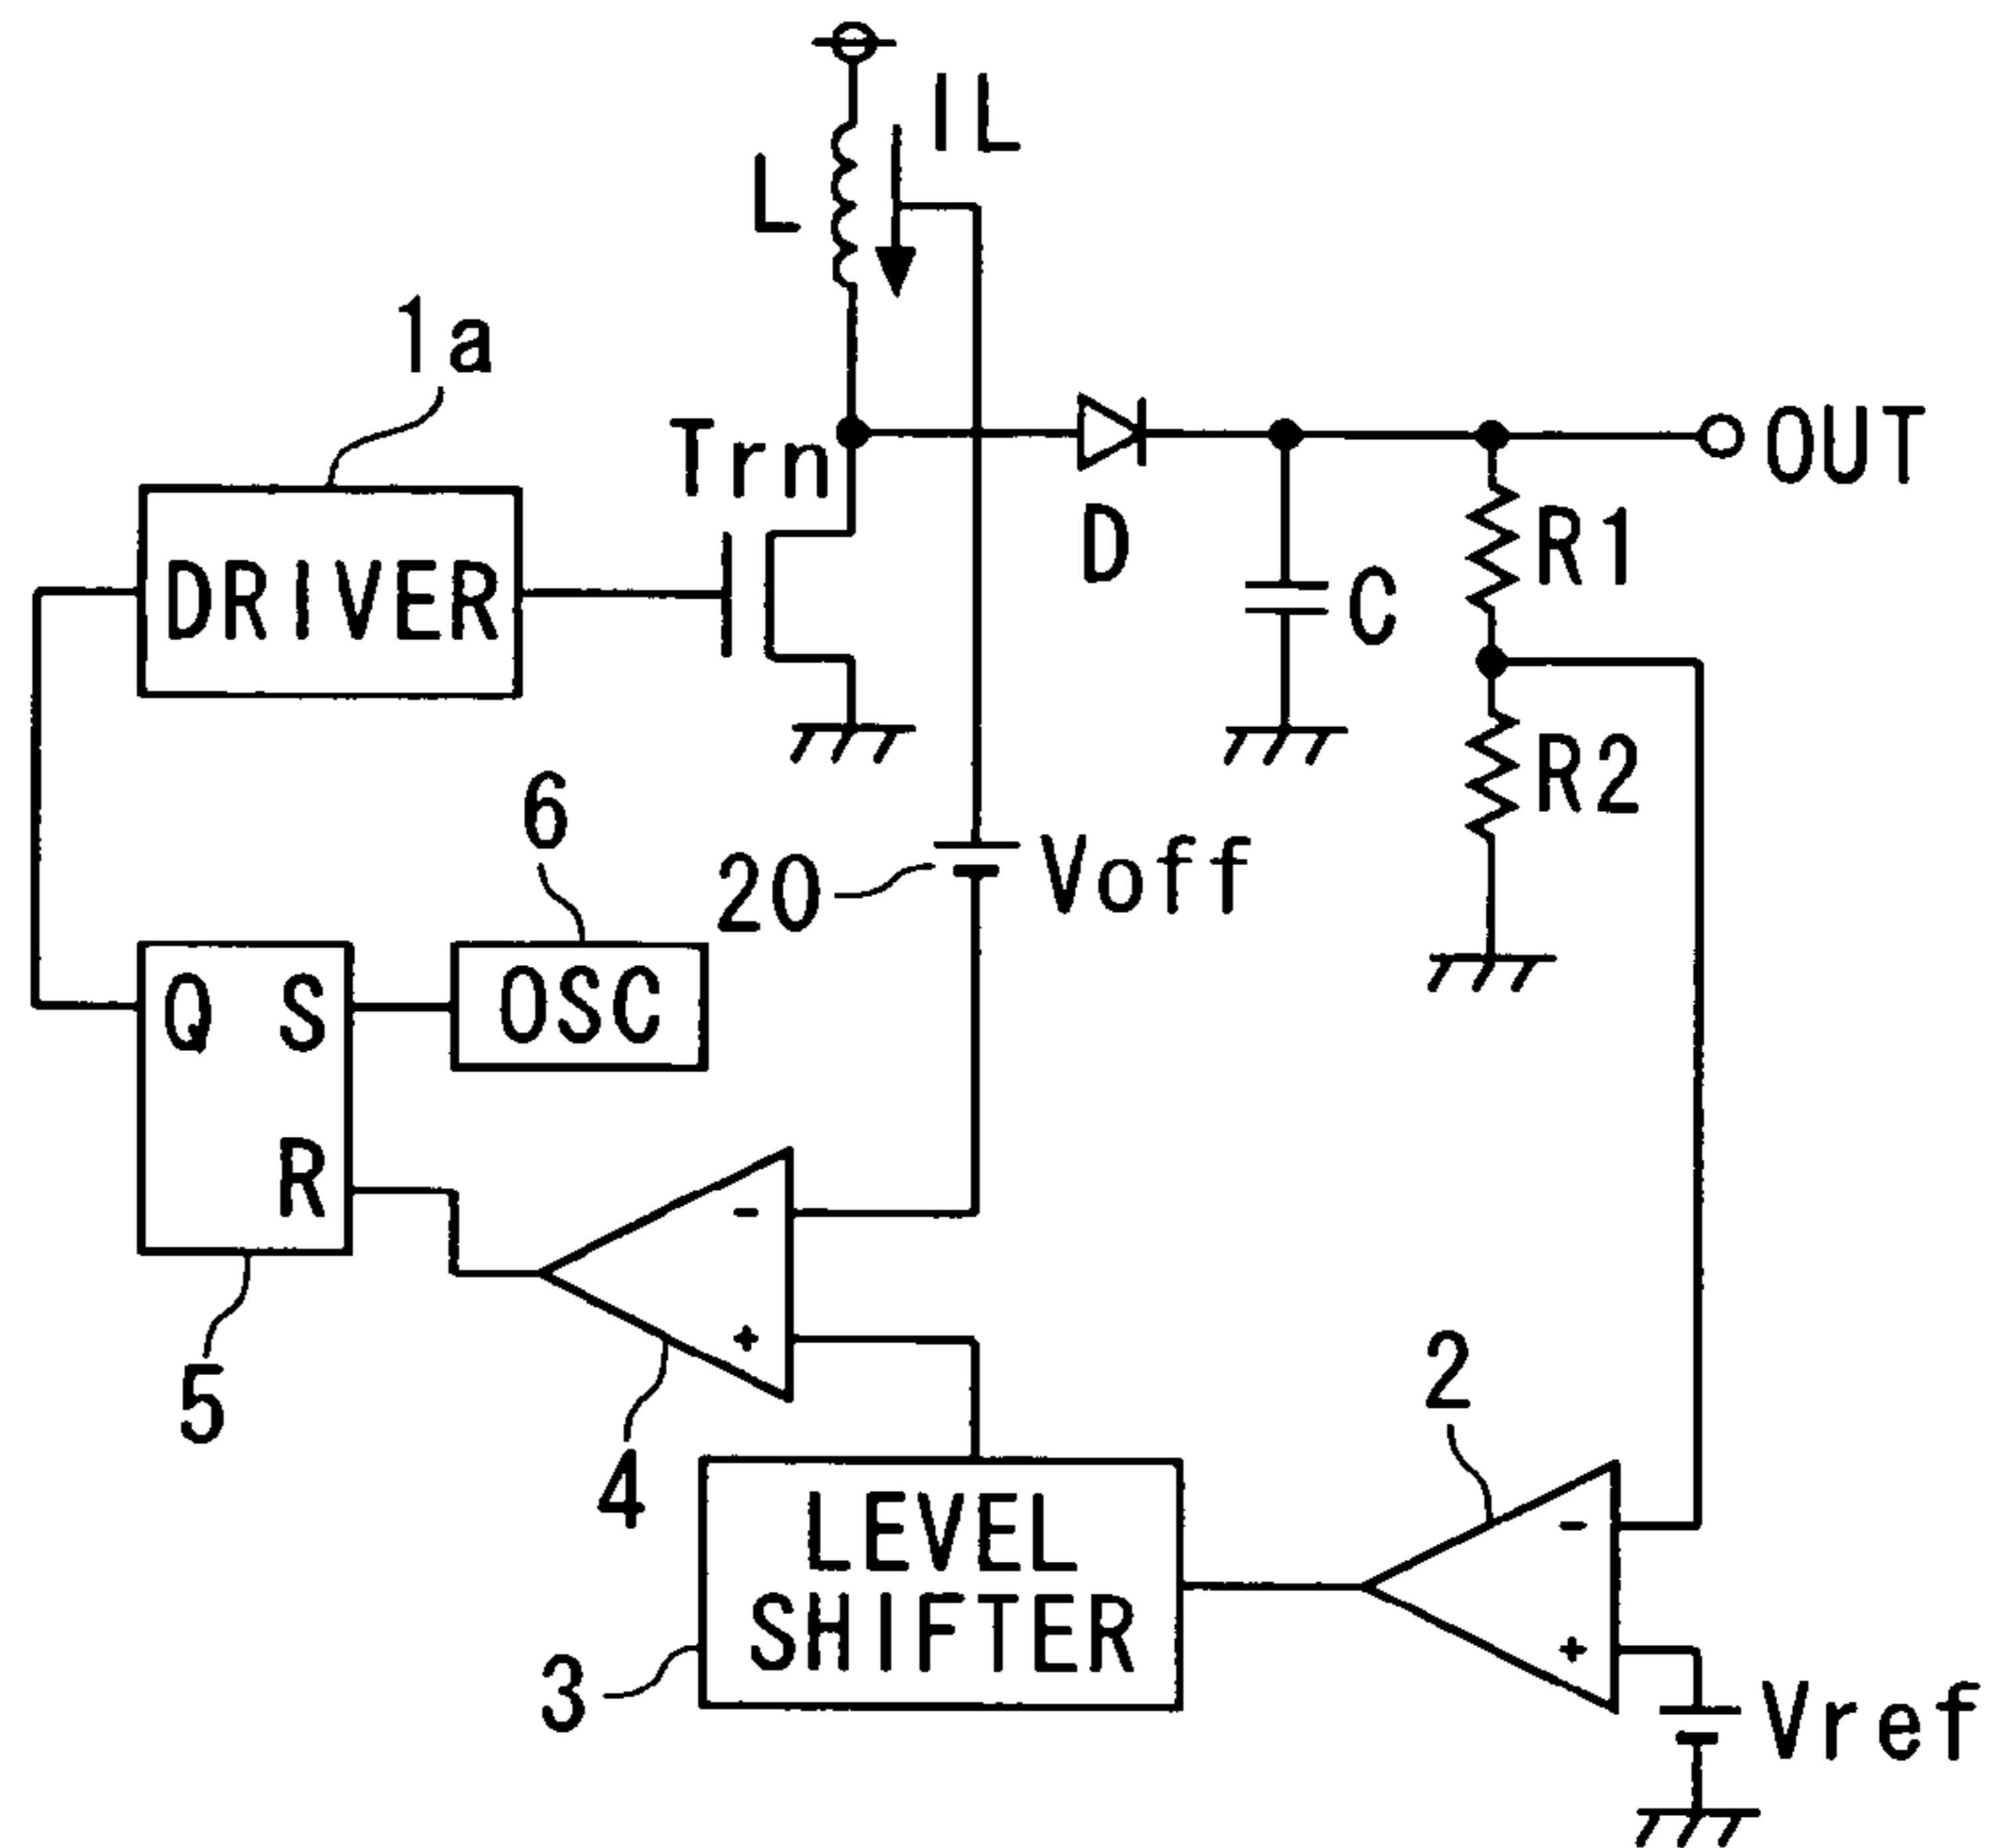 IL
L
1a
Trn
OUT
D
R1
DRIVER
C
R2
6
20
Voff
Q
S
OSC
R
-
+
5
4
2
LEVEL
SHIFTER
-
+
3
Vref